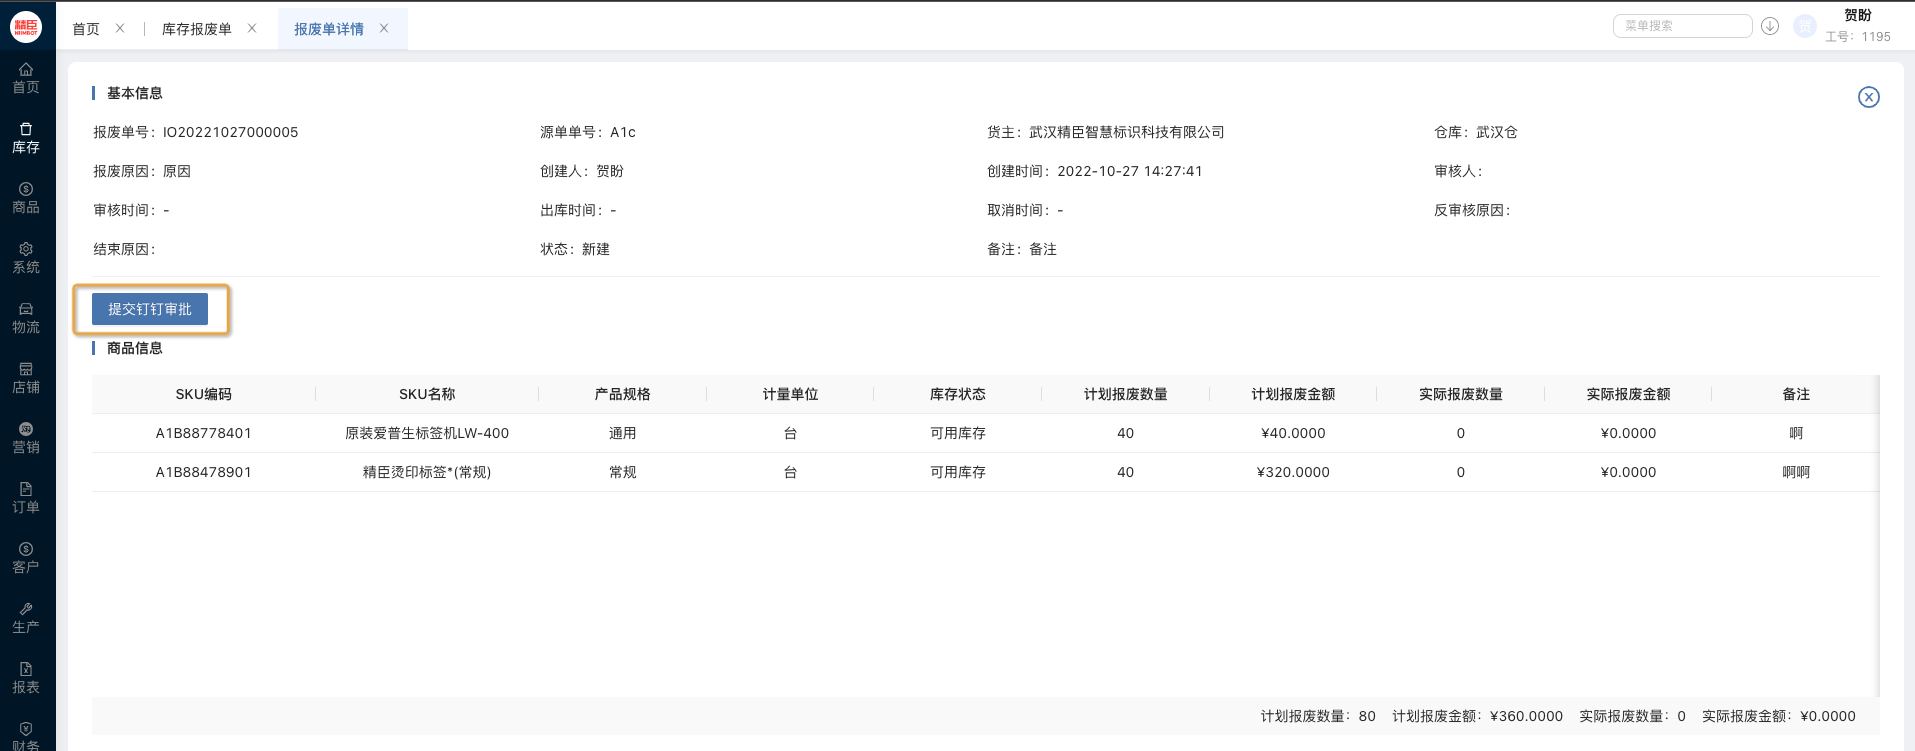 精臣
NIIMBOT
首页
库存报废单
报废单详情
菜单搜索
贺
贺盼
工号：1195
首页
库存
商品
系统
物流
店铺
营销
订单
客户
生产
报表
财务
基本信息
报废单号：IO20221027000005 源单单号：A1c 货主：武汉精臣智慧标识科技有限公司 仓库：武汉仓
报废原因：原因 创建人：贺盼 创建时间：2022-10-27 14:27:41 审核人：
审核时间：- 出库时间：- 取消时间：- 反审核原因：
结束原因： 状态：新建 备注：备注
提交钉钉审批
商品信息
SKU编码 SKU名称 产品规格 计量单位 库存状态 计划报废数量 计划报废金额 实际报废数量 实际报废金额 备注
A1B88778401 原装爱普生标签机LW-400 通用 台 可用库存 40 ¥40.0000 0 ¥0.0000 啊
A1B88478901 精臣烫印标签*(常规) 常规 台 可用库存 40 ¥320.0000 0 ¥0.0000 啊啊
计划报废数量：80 计划报废金额：¥360.0000 实际报废数量：0 实际报废金额：¥0.0000